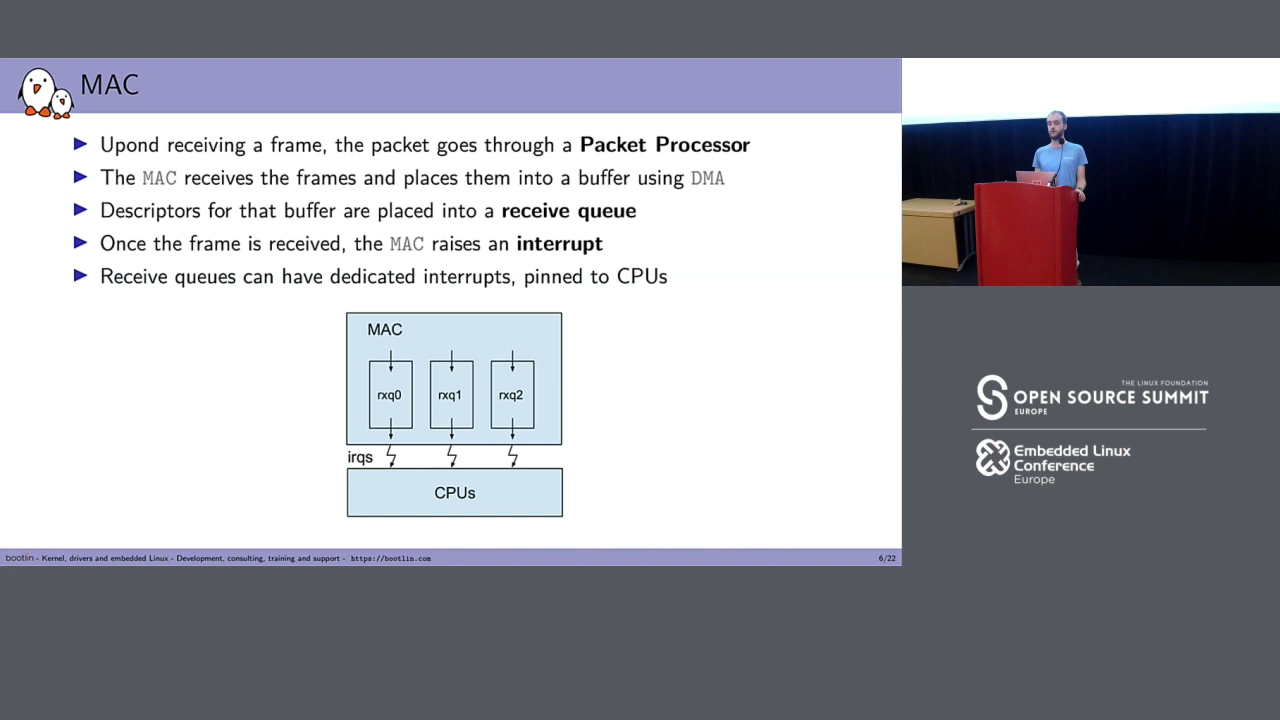 MAC
Upond receiving a frame, the packet goes through a Packet Processor
The MAC receives the frames and places them into a buffer using DMA
Descriptors for that buffer are placed into a receive queue
Once the frame is received, the MAC raises an interrupt
Receive queues can have dedicated interrupts, pinned to CPUs
MAC
rxq0 rxq1 rxq2
irqs
CPUs
bootlin - Kernel, drivers and embedded Linux - Development, consulting, training and support - https://bootlin.com 6/22
THE LINUX FOUNDATION
OPEN SOURCE SUMMIT
EUROPE
Embedded Linux
Conference
Europe